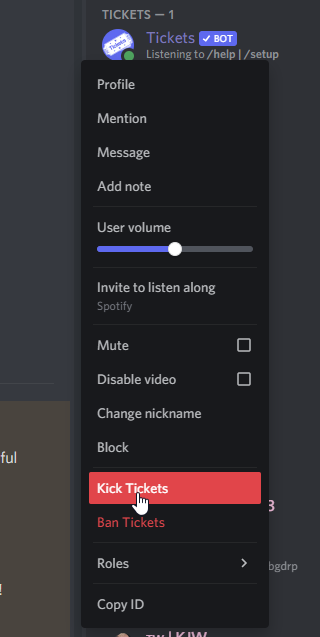 TICKETS — 1
Tickets ✓ BOT
Listening to /help | /setup
Profile
Mention
Message
Add note
User volume
Invite to listen along
Spotify
Mute
Disable video
Change nickname
Block
ful
Kick Tickets
3
Ban Tickets
Roles
bgdrp
!
Copy ID